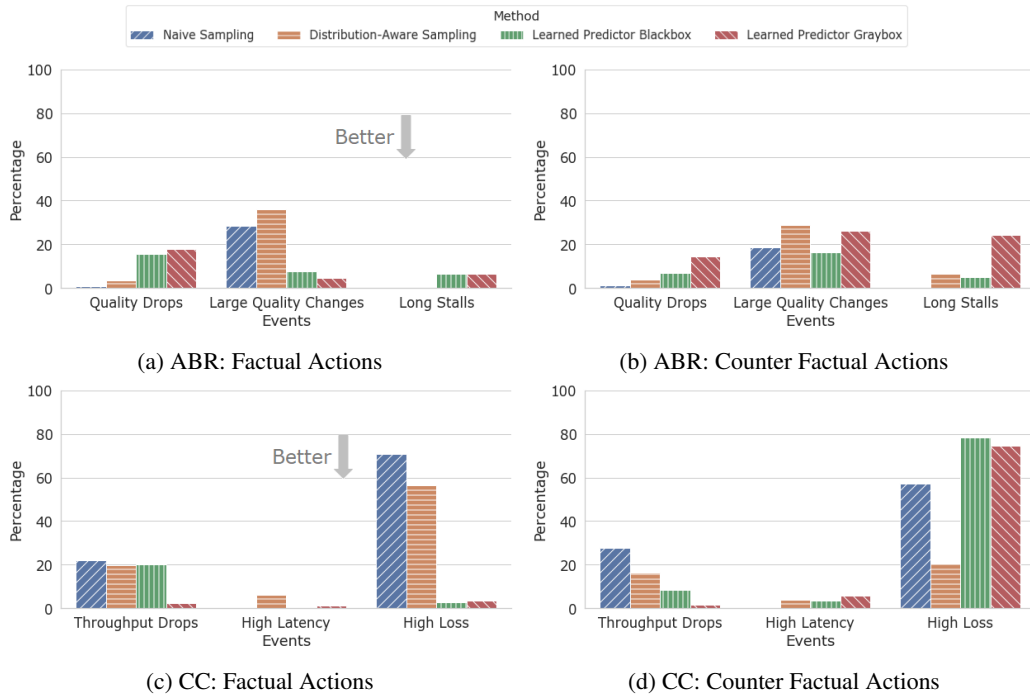 Method
Naive Sampling Distribution-Aware Sampling Learned Predictor Blackbox Learned Predictor Graybox
100
80
60
40
20
0
Percentage
Better
Quality Drops Large Quality Changes Long Stalls
Events
(a) ABR: Factual Actions
100
80
60
40
20
0
Percentage
Quality Drops Large Quality Changes Long Stalls
Events
(b) ABR: Counter Factual Actions
100
80
60
40
20
0
Percentage
Better
Throughput Drops High Latency High Loss
Events
(c) CC: Factual Actions
100
80
60
40
20
0
Percentage
Throughput Drops High Latency High Loss
Events
(d) CC: Counter Factual Actions